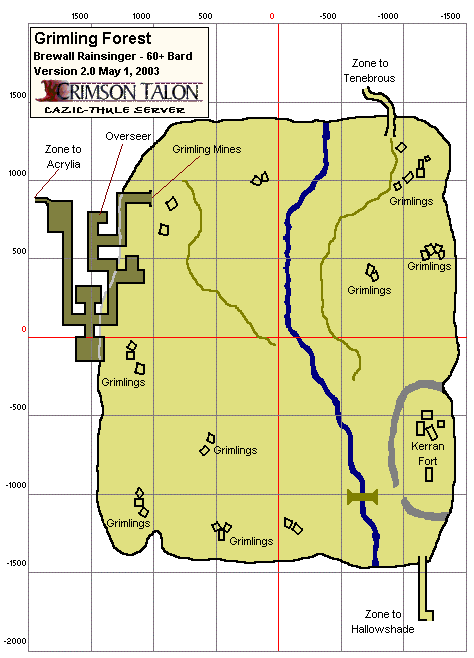 1500
1000
500
0
-500
-1000
-1500
Grimling Forest
Brewall Rainsinger - 60+ Bard
Version 2.0 May 1, 2003
CRIMSON TALON
CAZIC-THULE SERVER
Zone to
Tenebrous
1500
Overseer
Zone to
Acrylia
Grimling Mines
1000
Grimlings
500
Grimlings
Grimlings
0
Grimlings
-500
Kerran
Fort
Grimlings
-1000
Grimlings
Grimlings
-1500
Zone to
Hallowshade
-2000